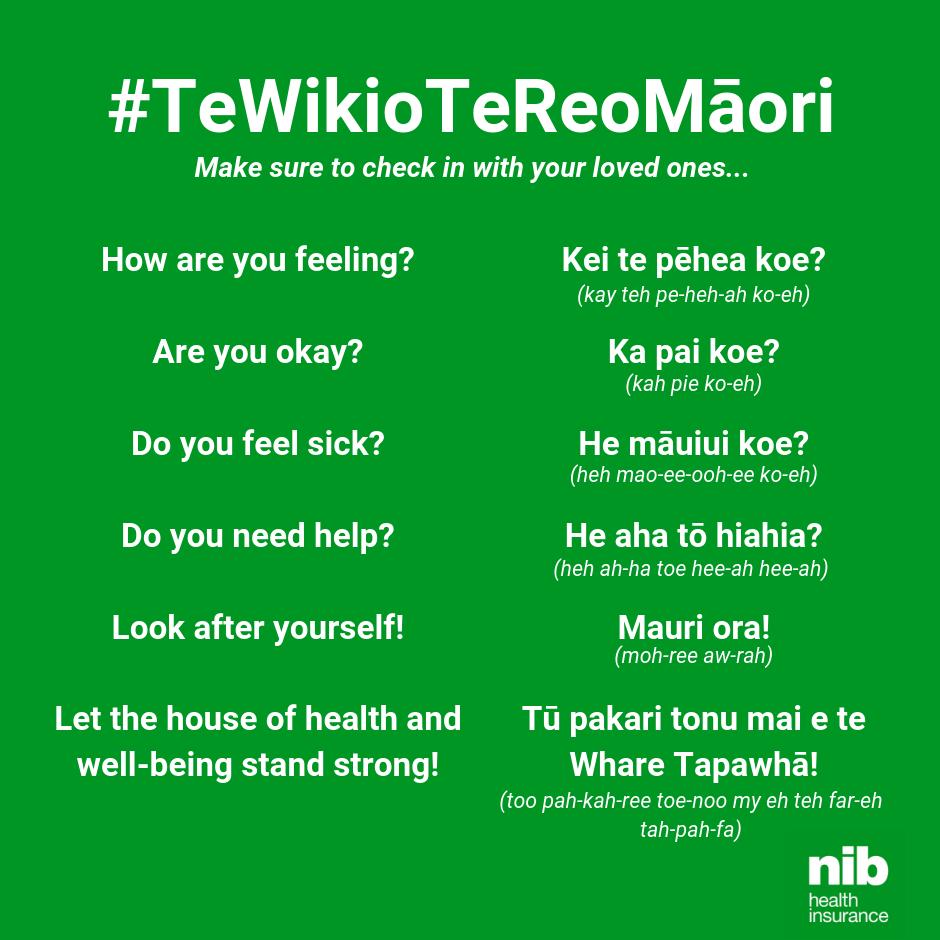 #TeWikioTeReoMāori
Make sure to check in with your loved ones...
How are you feeling?
Kei te pēhea koe?
(kay teh pe-heh-ah ko-eh)
Are you okay?
Ka pai koe?
(kah pie ko-eh)
Do you feel sick?
He māuiui koe?
(heh mao-ee-ooh-ee ko-eh)
Do you need help?
He aha tō hiahia?
(heh ah-ha toe hee-ah hee-ah)
Look after yourself!
Mauri ora!
(moh-ree aw-rah)
Let the house of health and
well-being stand strong!
Tū pakari tonu mai e te
Whare Tapawhā!
(too pah-kah-ree toe-noo my eh teh far-eh
tah-pah-fa)
nib
health
insurance